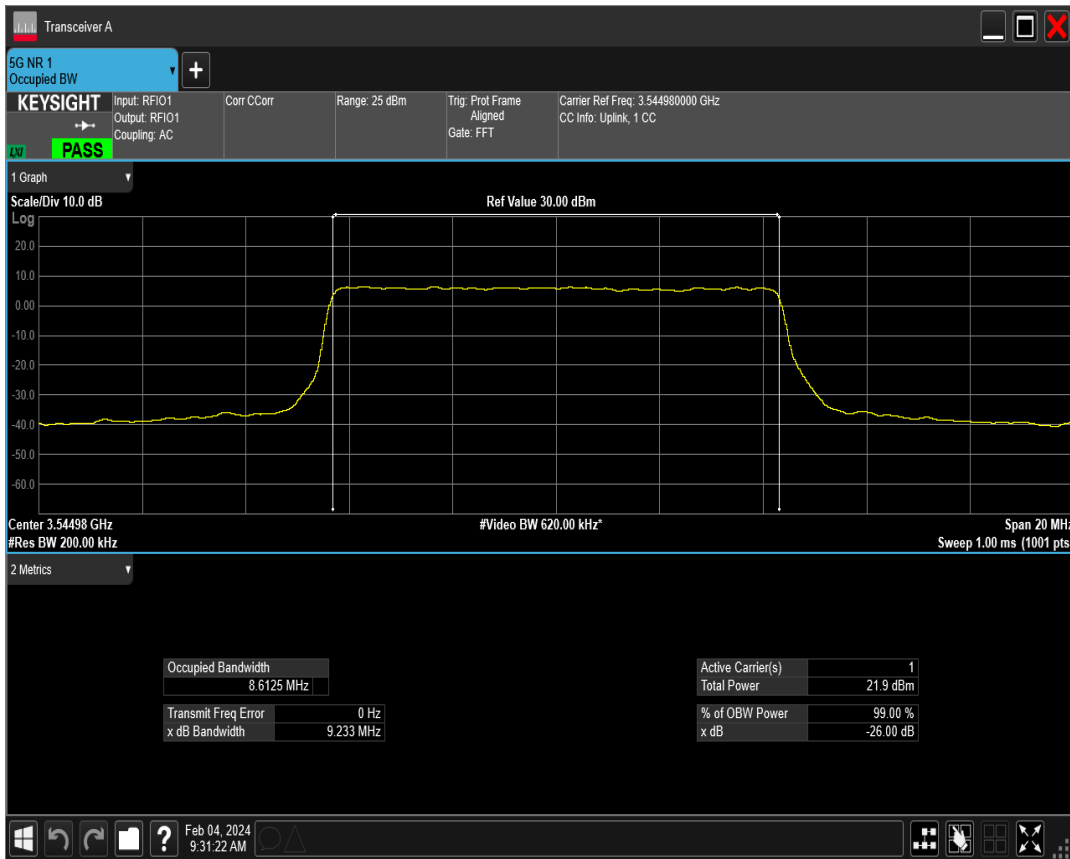 Transceiver A
5G NR 1
Occupied BW
KEYSIGHT
LXI
PASS
Input: RFIO1
Output: RFIO1
Coupling: AC
Corr CCorr
Range: 25 dBm
Trig: Prot Frame
Aligned
Gate: FFT
Carrier Ref Freq: 3.544980000 GHz
CC Info: Uplink, 1 CC
1 Graph
Scale/Div 10.0 dB
Ref Value 30.00 dBm
Log
20.0
10.0
0.00
-10.0
-20.0
-30.0
-40.0
-50.0
-60.0
Center 3.54498 GHz
#Video BW 620.00 kHz*
Span 20 MHz
#Res BW 200.00 kHz
Sweep 1.00 ms (1001 pts
2 Metrics
Occupied Bandwidth
8.6125 MHz
Transmit Freq Error 0 Hz
x dB Bandwidth 9.233 MHz
Active Carrier(s) 1
Total Power 21.9 dBm
% of OBW Power 99.00 %
x dB -26.00 dB
?
Feb 04, 2024
9:31:22 AM